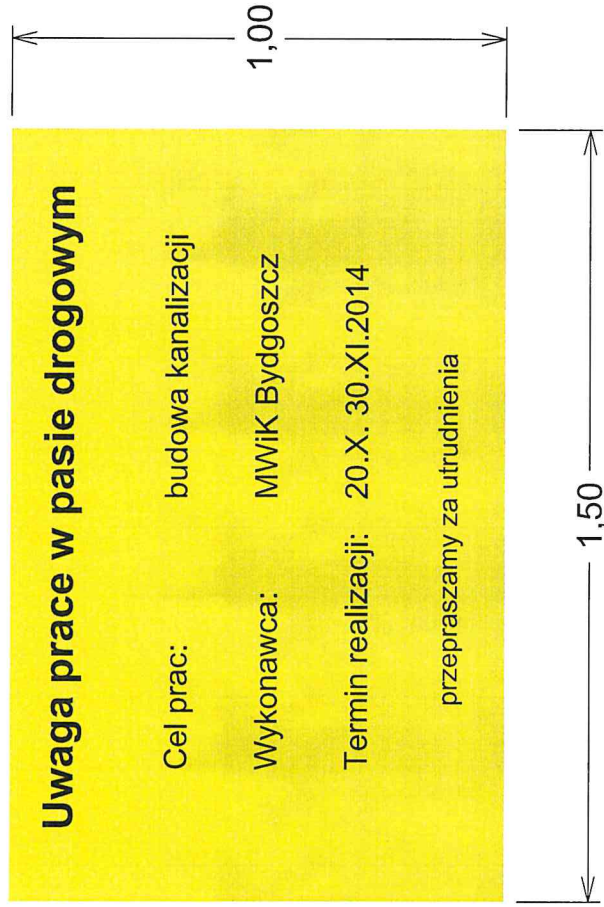 Uwaga prace w pasie drogowym
Cel prac: budowa kanalizacji
Wykonawca: MWiK Bydgoszcz
Termin realizacji: 20.X. 30.XI.2014
przepraszamy za utrudnienia
1,00
1,50